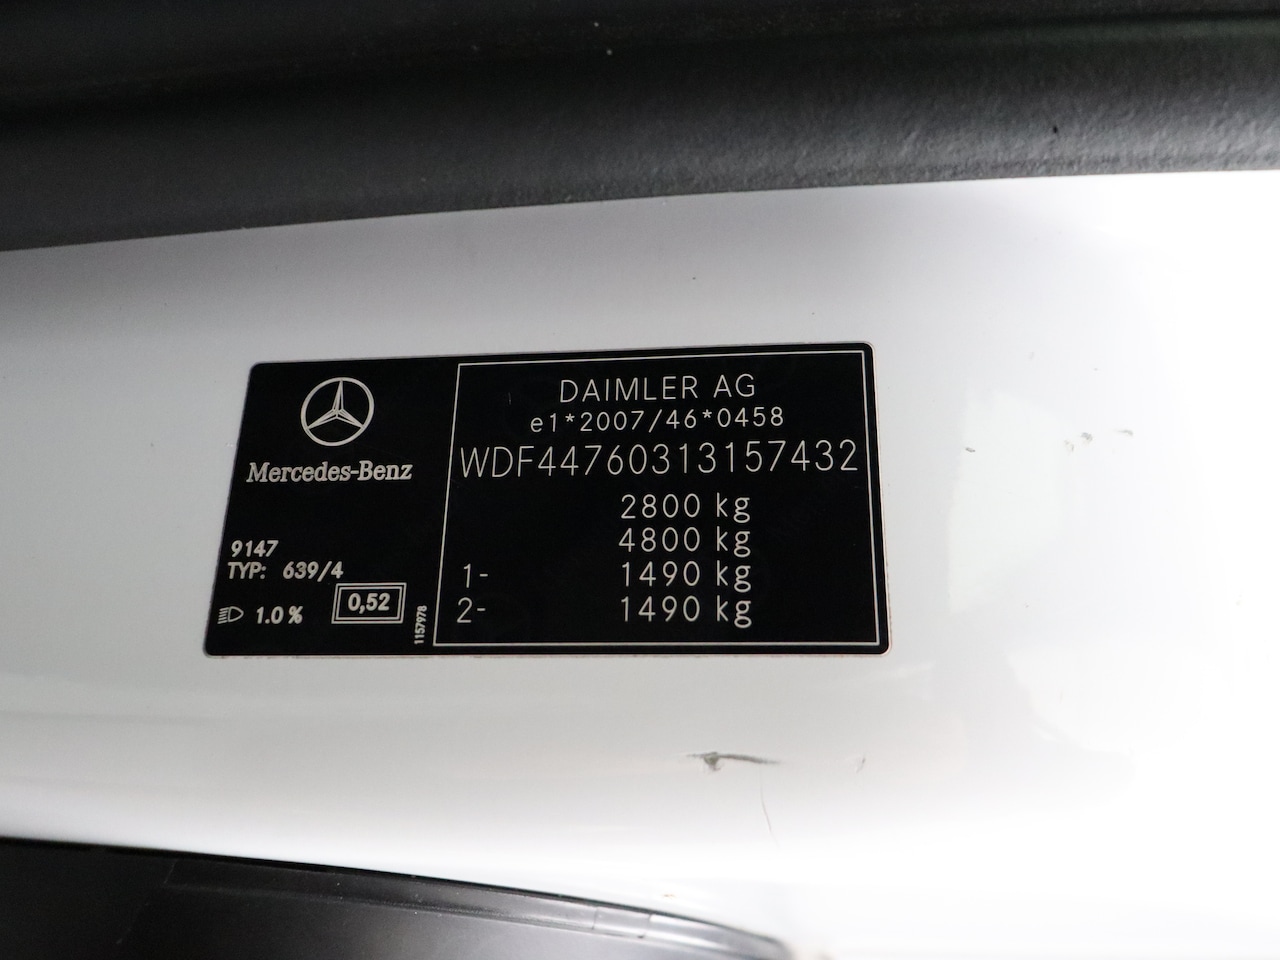 Mercedes-Benz
9147
TYP: 639/4
1.0 %
0,52
1157978
DAIMLER AG
e1*2007/46*0458
WDF44760313157432
2800 kg
4800 kg
1- 1490 kg
2- 1490 kg